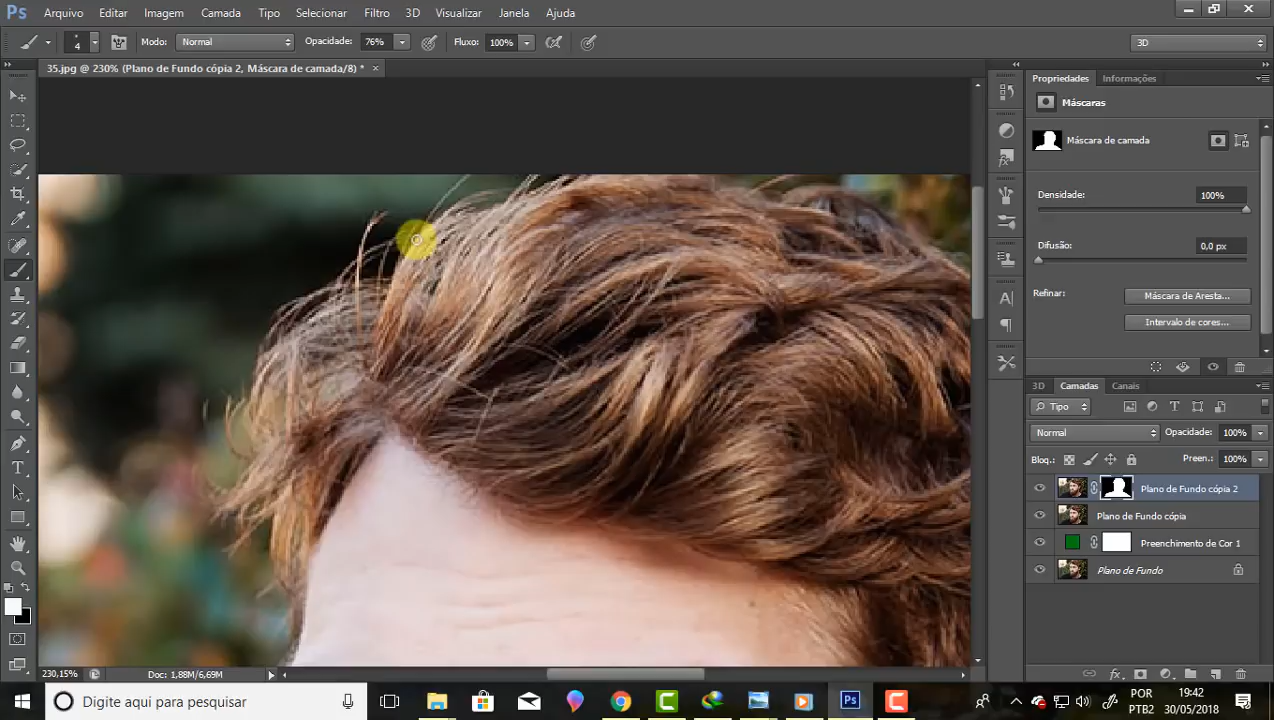 Ps Arquivo Editar Imagem Camada Tipo Selecionar Filtro 3D Visualizar Janela Ajuda
4 Modo: Normal Opacidade: 76% Fluxo: 100% 3D
35.jpg @ 230% (Plano de Fundo cópia 2, Máscara de camada/8) * ×
Propriedades Informações
Máscaras
Máscara de camada
Densidade: 100%
Difusão: 0,0 px
Refinar: Máscara de Aresta...
Intervalo de cores...
3D Camadas Canais
Tipo
Normal Opacidade: 100%
Bloq.: Preen.: 100%
Plano de Fundo cópia 2
Plano de Fundo cópia
Preenchimento de Cor 1
Plano de Fundo
230,15% Doc: 1,88M/6,69M
Digite aqui para pesquisar
Ps
POR
PTB2
19:42
30/05/2018